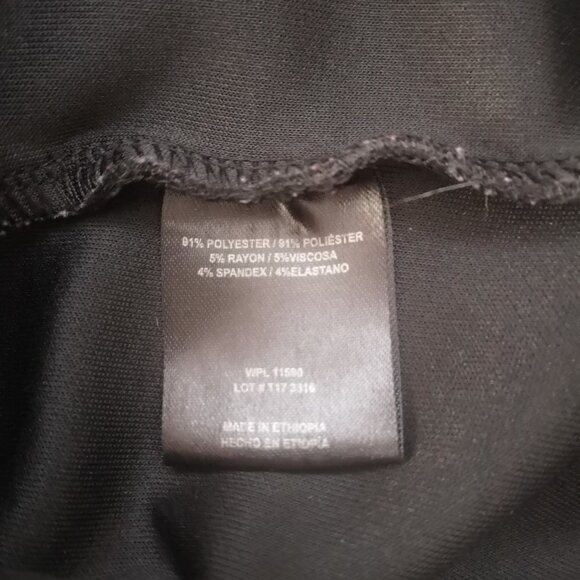 91% POLYESTER / 91% POLIÉSTER
5% RAYON / 5%VISCOSA
4% SPANDEX / 4%ELASTANO
WPL 11590
LOT # T17 3316
MADE IN ETHIOPIA
HECHO EN ETIOPÍA